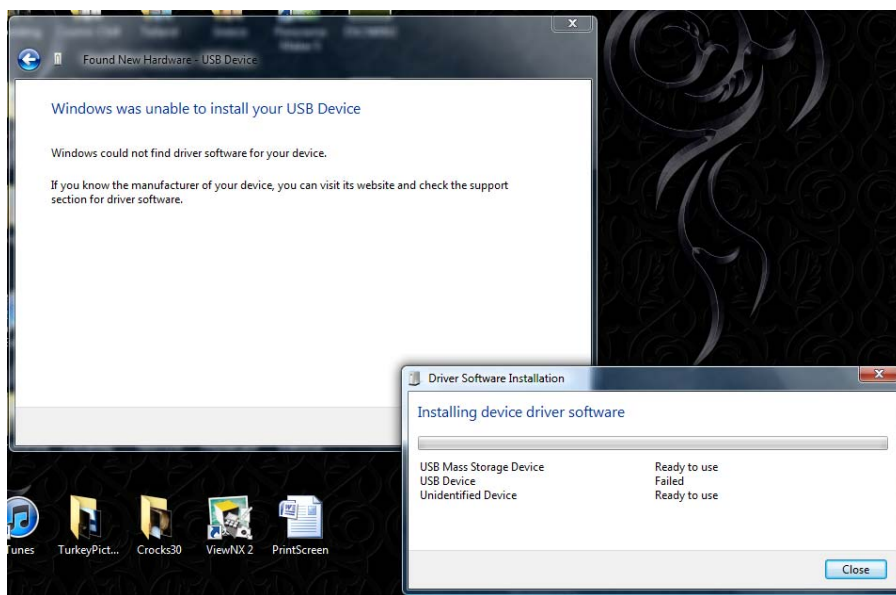 Found New Hardware - USB Device
Windows was unable to install your USB Device
Windows could not find driver software for your device.
If you know the manufacturer of your device, you can visit its website and check the support
section for driver software.
Driver Software Installation
Installing device driver software
USB Mass Storage Device Ready to use
USB Device Failed
Unidentified Device Ready to use
Close
Tunes TurkeyPict... Crocks30 ViewNX 2 PrintScreen